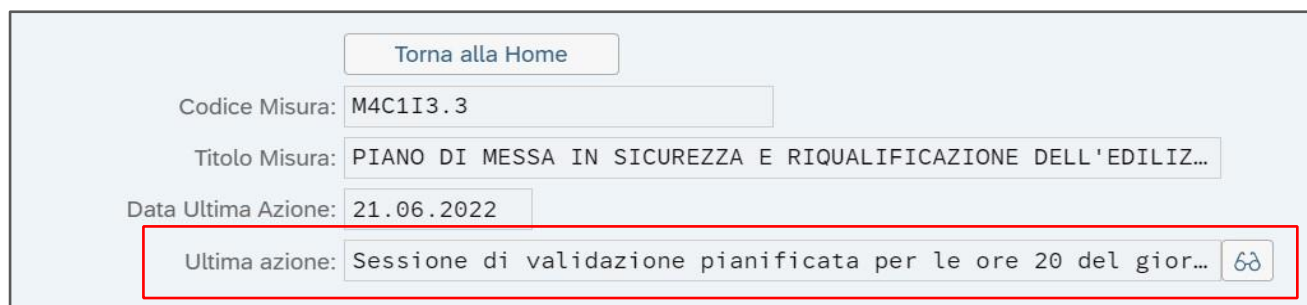 Torna alla Home
Codice Misura: M4C1I3.3
Titolo Misura: PIANO DI MESSA IN SICUREZZA E RIQUALIFICAZIONE DELL'EDILIZ…
Data Ultima Azione: 21.06.2022
Ultima azione: Sessione di validazione pianificata per le ore 20 del gior…